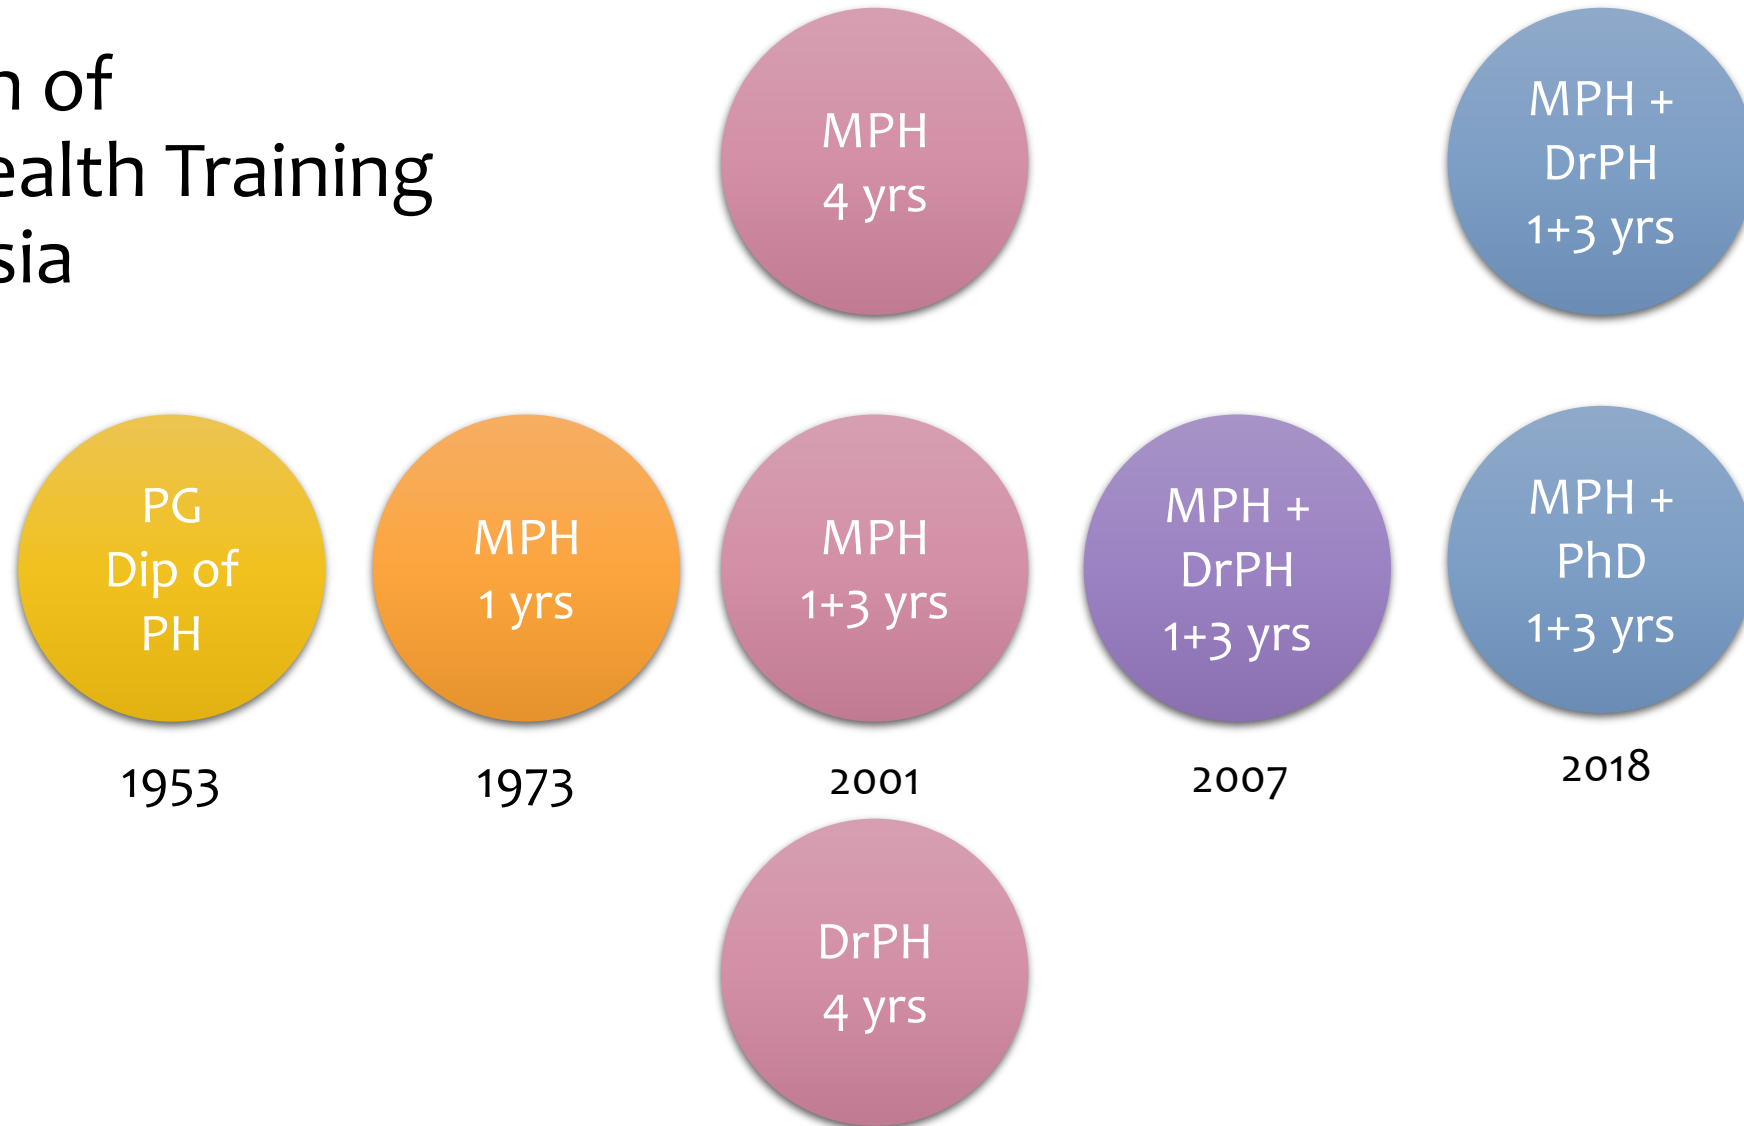 n of
ealth Training
sia
MPH
4 yrs
MPH +
DrPH
1+3 yrs
PG
Dip of
PH
MPH
1 yrs
MPH
1+3 yrs
MPH +
DrPH
1+3 yrs
MPH +
PhD
1+3 yrs
1953
1973
2001
2007
2018
DrPH
4 yrs